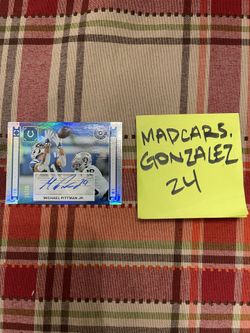 MICHAEL PITTMAN JR.
MADCARS.
GONZALEZ
24